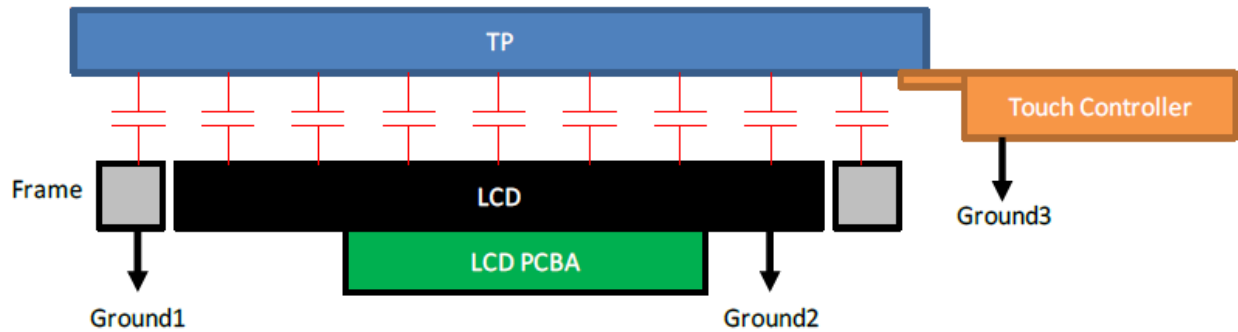 TP
Touch Controller
Frame
LCD
Ground3
LCD PCBA
Ground1
Ground2